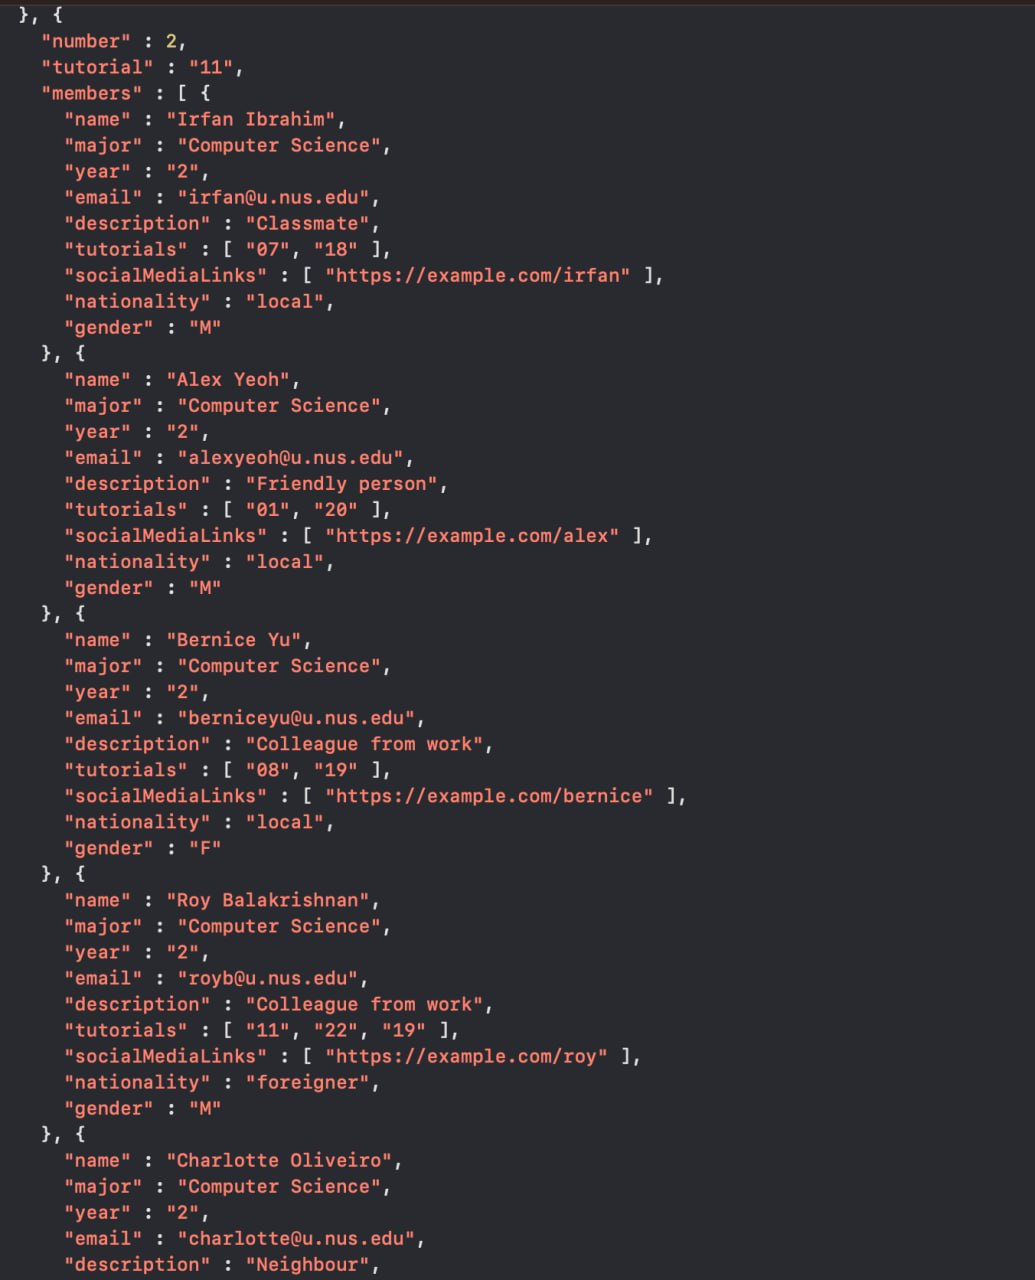 }, {
"number" : 2,
"tutorial" : "11",
"members" : [ {
"name" : "Irfan Ibrahim",
"major" : "Computer Science",
"year" : "2",
"email" : "irfan@u.nus.edu",
"description" : "Classmate",
"tutorials" : [ "07", "18" ],
"socialMediaLinks" : [ "https://example.com/irfan" ],
"nationality" : "local",
"gender" : "M"
}, {
"name" : "Alex Yeoh",
"major" : "Computer Science",
"year" : "2",
"email" : "alexyeoh@u.nus.edu",
"description" : "Friendly person",
"tutorials" : [ "01", "20" ],
"socialMediaLinks" : [ "https://example.com/alex" ],
"nationality" : "local",
"gender" : "M"
}, {
"name" : "Bernice Yu",
"major" : "Computer Science",
"year" : "2",
"email" : "berniceyu@u.nus.edu",
"description" : "Colleague from work",
"tutorials" : [ "08", "19" ],
"socialMediaLinks" : [ "https://example.com/bernice" ],
"nationality" : "local",
"gender" : "F"
}, {
"name" : "Roy Balakrishnan",
"major" : "Computer Science",
"year" : "2",
"email" : "royb@u.nus.edu",
"description" : "Colleague from work",
"tutorials" : [ "11", "22", "19" ],
"socialMediaLinks" : [ "https://example.com/roy" ],
"nationality" : "foreigner",
"gender" : "M"
}, {
"name" : "Charlotte Oliveiro",
"major" : "Computer Science",
"year" : "2",
"email" : "charlotte@u.nus.edu",
"description" : "Neighbour",